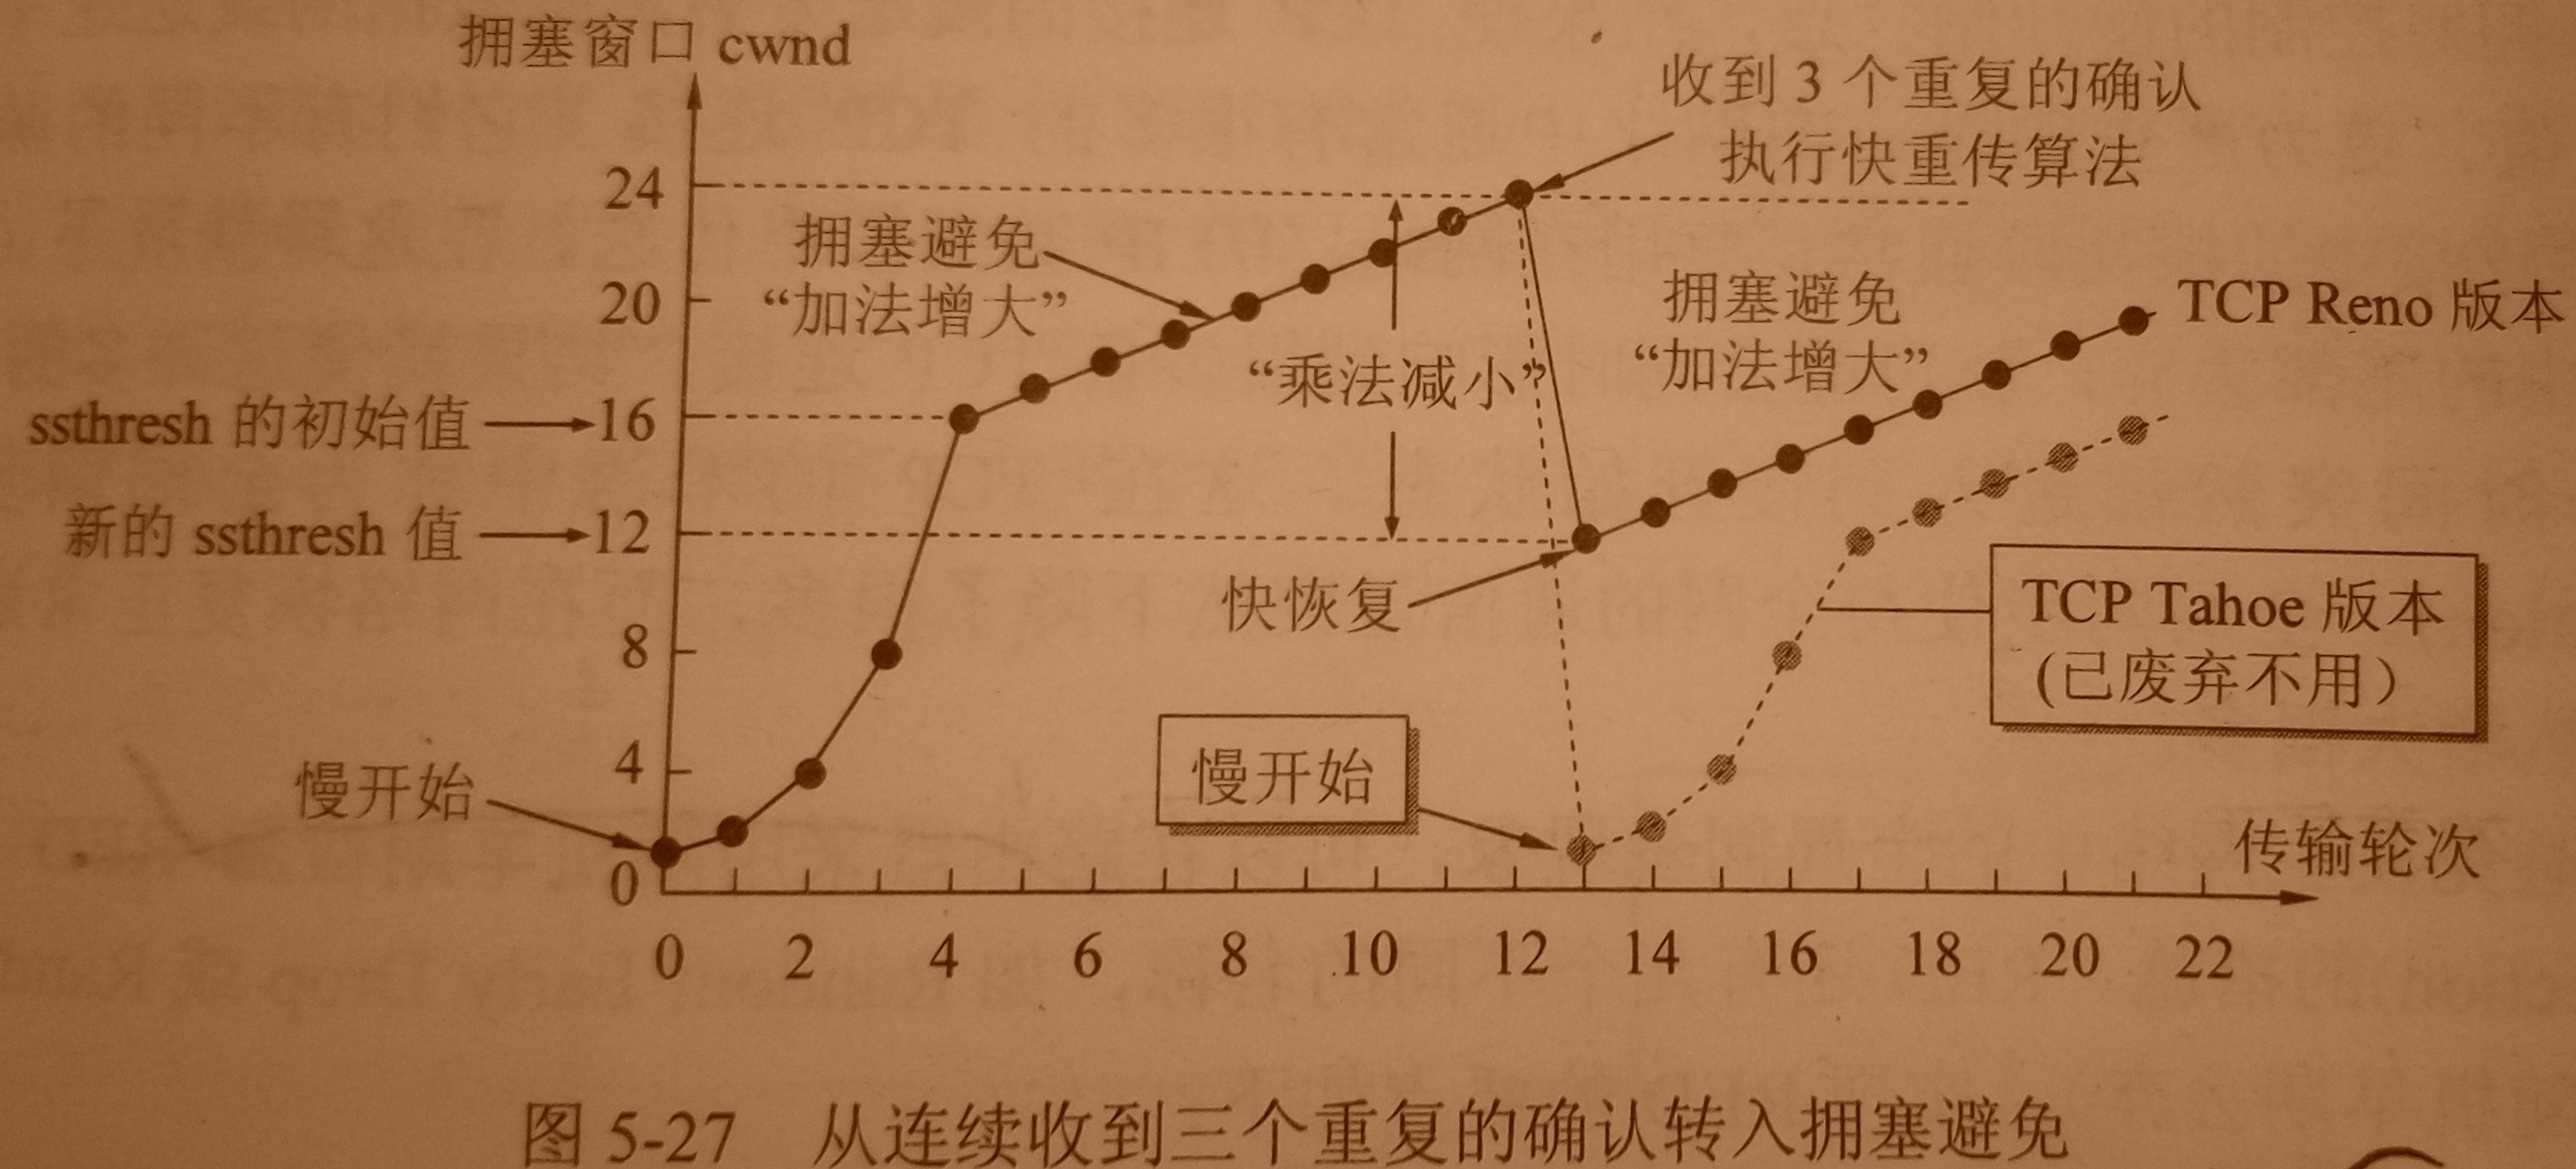 拥塞窗口 cwnd
收到 3 个重复的确认
执行快重传算法
24
拥塞避免
“加法增大”
20
拥塞避免
“加法增大”
TCP Reno 版本
“乘法减小”
ssthresh 的初始值
16
新的 ssthresh 值
12
快恢复
TCP Tahoe 版本
(已废弃不用）
8
4
慢开始
慢开始
传输轮次
0
0 2 4 6 8 10 12 14 16 18 20 22
图 5-27 从连续收到三个重复的确认转入拥塞避免